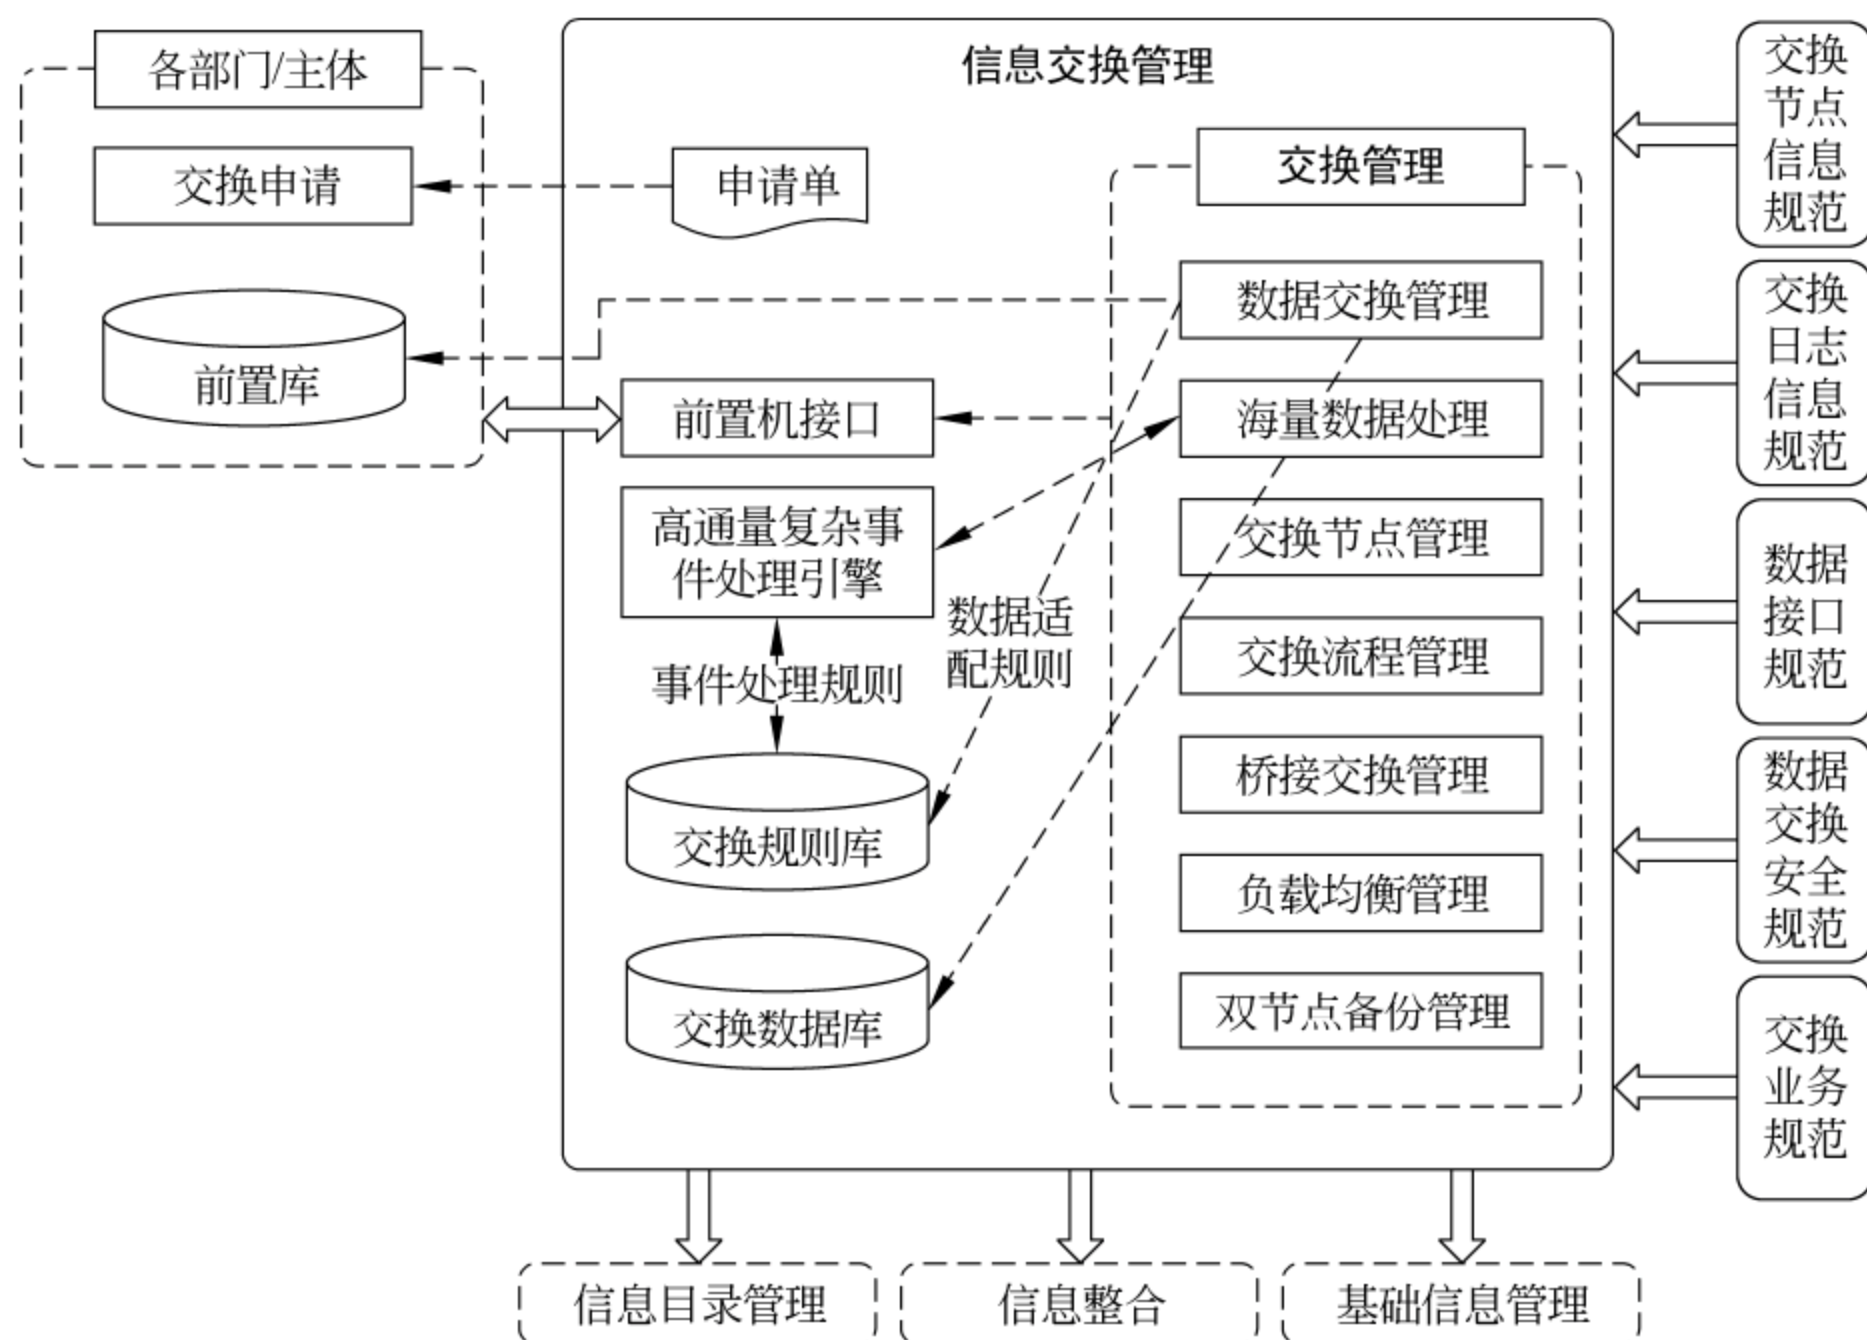 各部门/主体
交换申请
前置库
信息交换管理
申请单
前置机接口
高通量复杂事
件处理引擎
事件处理规则
数据适
配规则
交换规则库
交换数据库
交换管理
数据交换管理
海量数据处理
交换节点管理
交换流程管理
桥接交换管理
负载均衡管理
双节点备份管理
交换
节点
信息
规范
交换
日志
信息
规范
数据
接口
规范
数据
交换
安全
规范
交换
业务
规范
信息目录管理
信息整合
基础信息管理